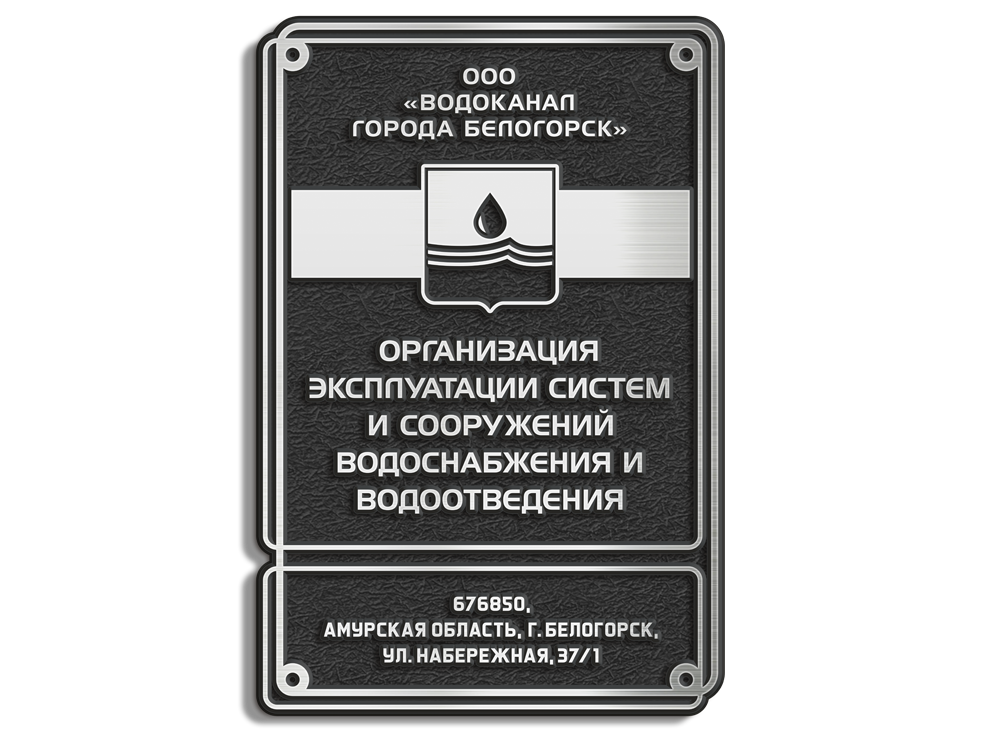 ООО
«ВОДОКАНАЛ
ГОРОДА БЕЛОГОРСК»
ОРГАНИЗАЦИЯ
ЭКСПЛУАТАЦИИ СИСТЕМ
И СООРУЖЕНИЙ
ВОДОСНАБЖЕНИЯ И
ВОДООТВЕДЕНИЯ
676850,
АМУРСКАЯ ОБЛАСТЬ, Г. БЕЛОГОРСК,
УЛ. НАБЕРЕЖНАЯ, 37/1